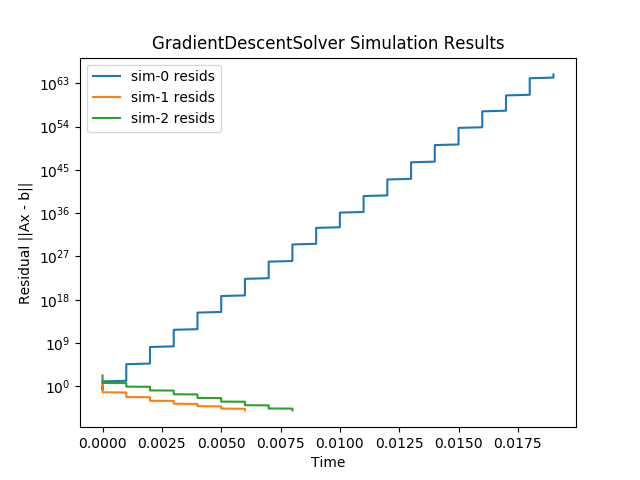 GradientDescentSolver Simulation Results
sim-0 resids
sim-1 resids
sim-2 resids
Residual ||Ax - b||
10^63
10^54
10^45
10^36
10^27
10^18
10^9
10^0
0.0000 0.0025 0.0050 0.0075 0.0100 0.0125 0.0150 0.0175
Time